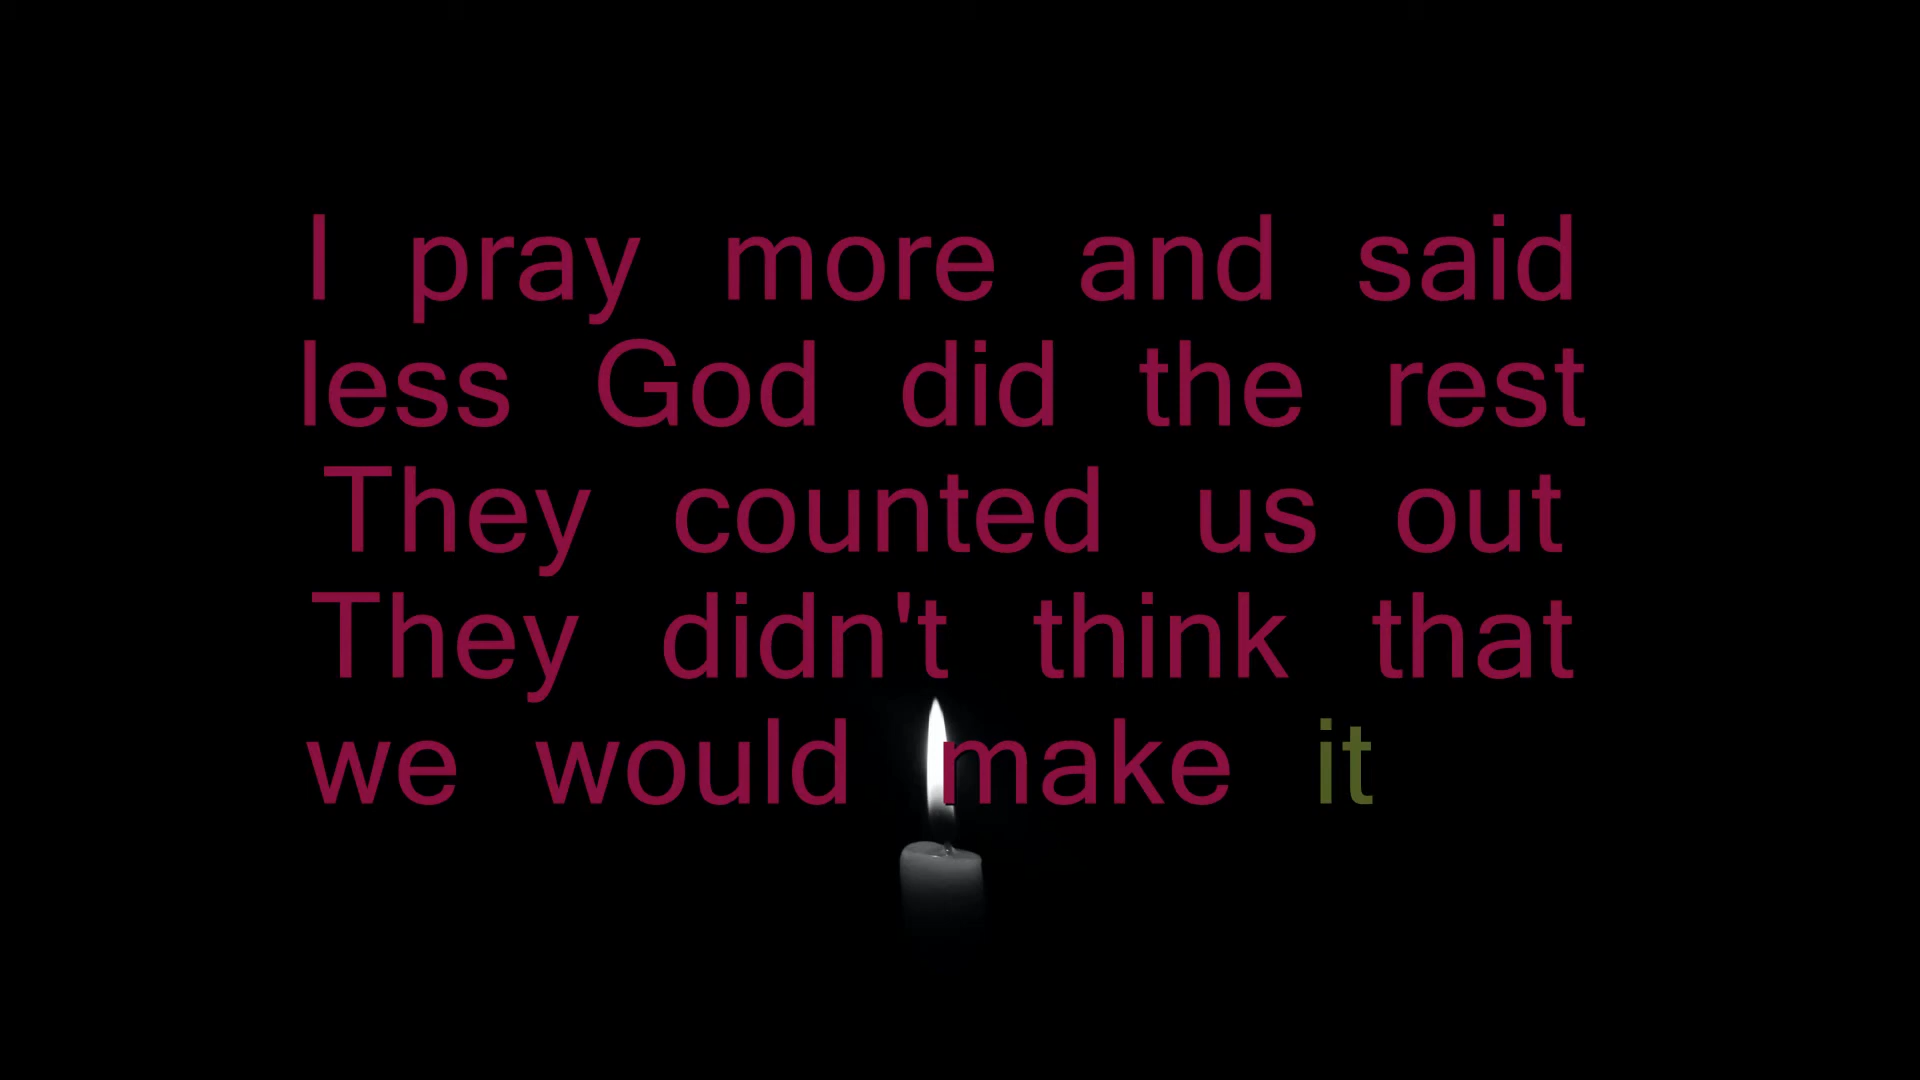 I pray more and said
less God did the rest
They counted us out
They didn't think that
we would make it